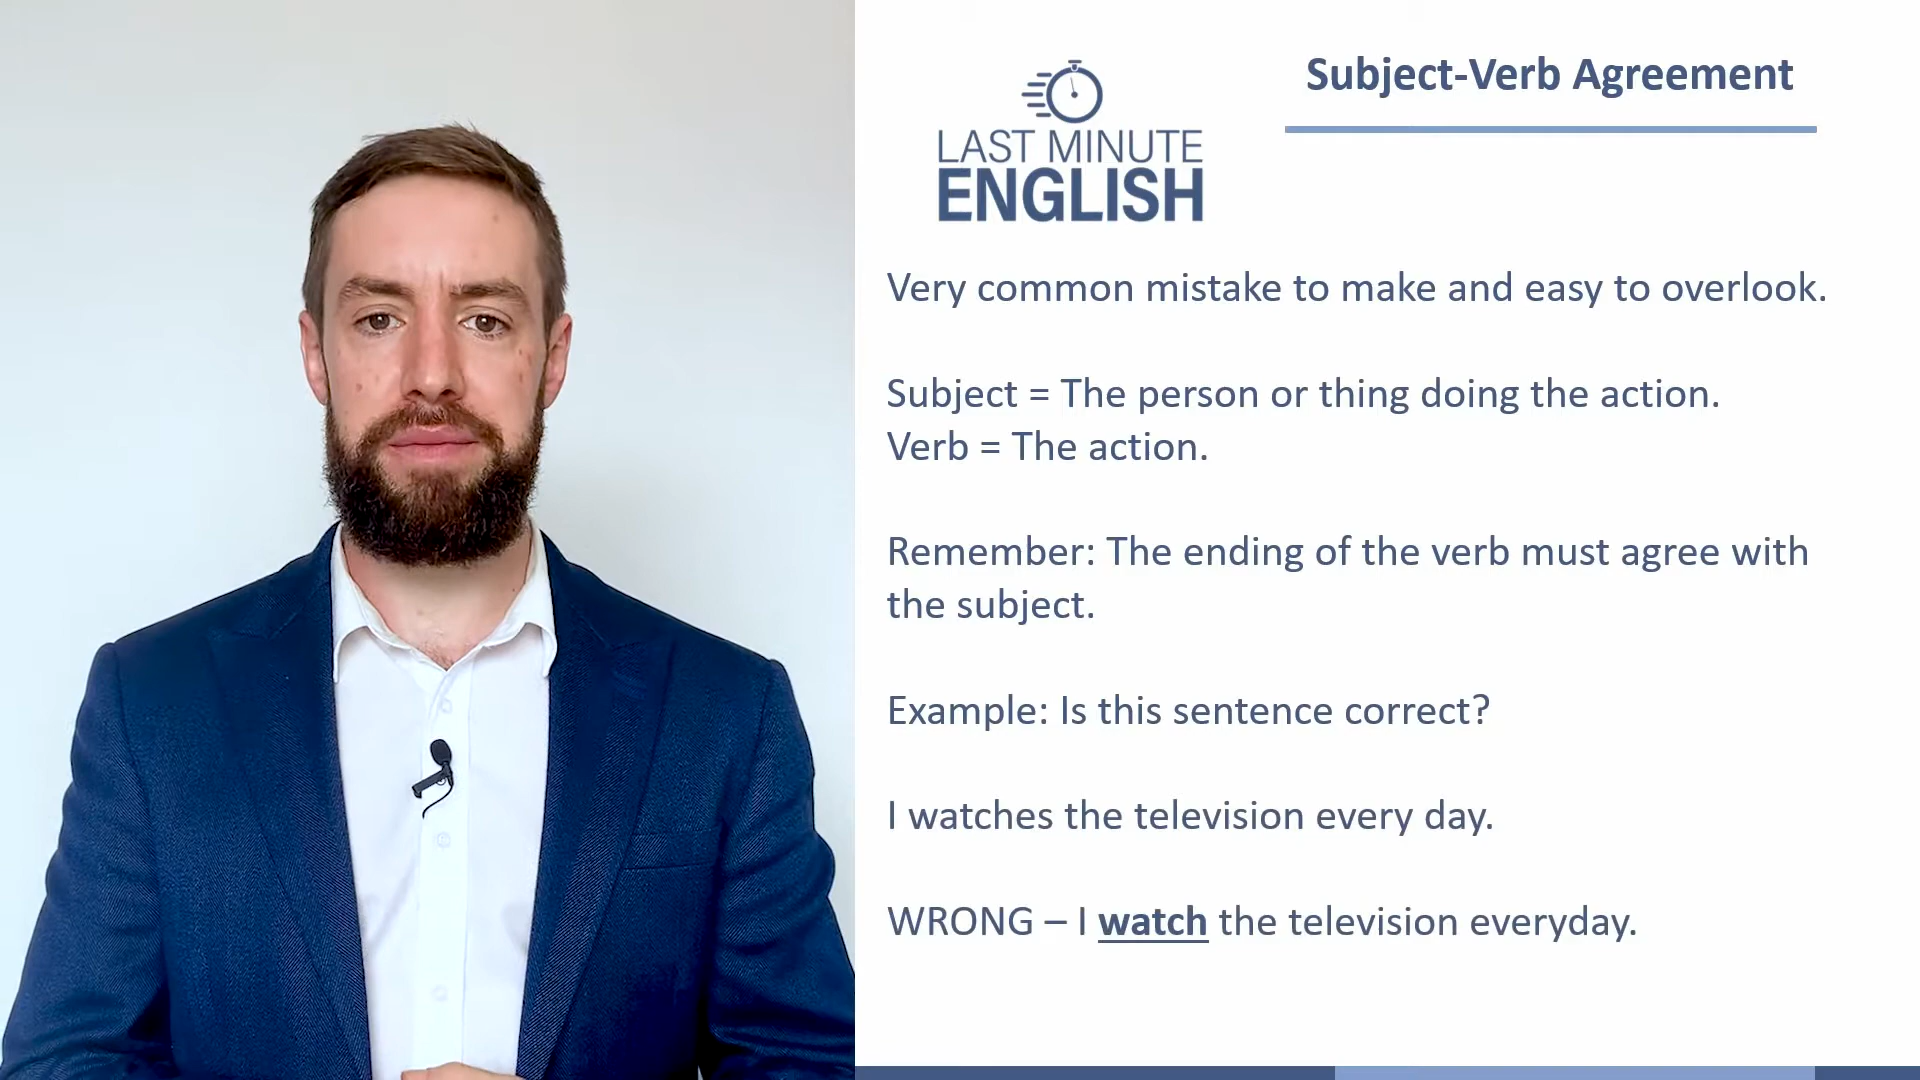 Subject-Verb Agreement
LAST MINUTE
ENGLISH
Very common mistake to make and easy to overlook.
Subject = The person or thing doing the action.
Verb = The action.
Remember: The ending of the verb must agree with
the subject.
Example: Is this sentence correct?
I watches the television every day.
WRONG – I watch the television everyday.